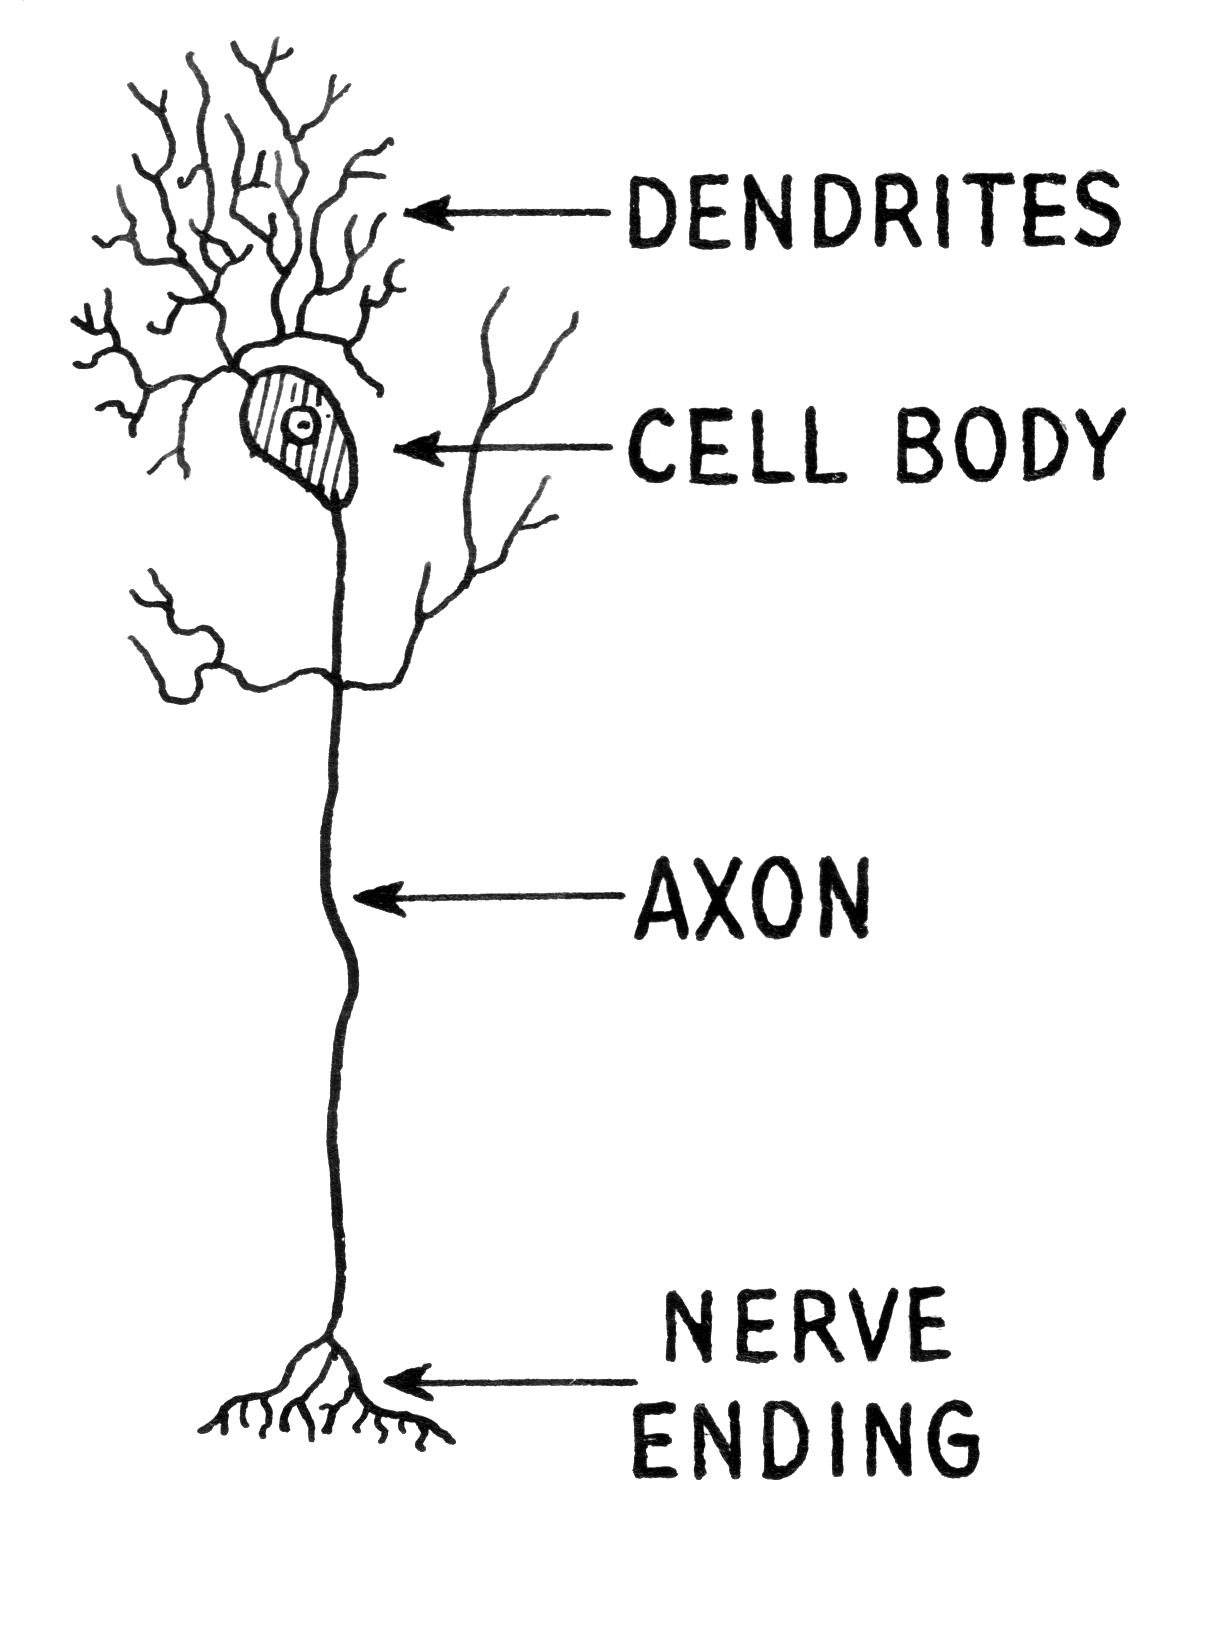 DENDRITES
CELL BODY
AXON
NERVE
ENDING